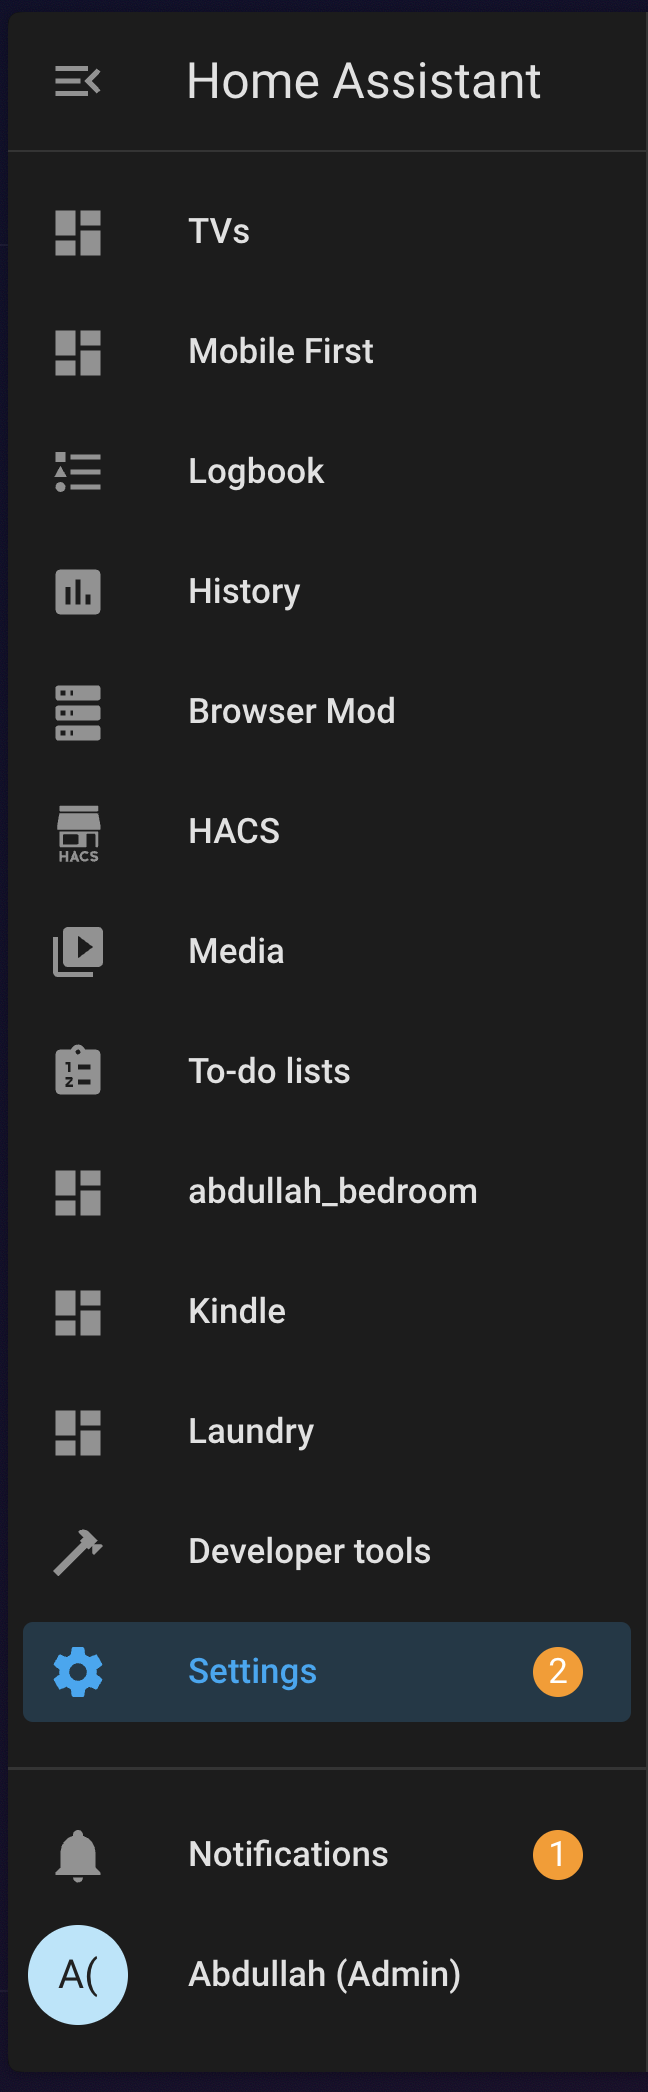 Home Assistant
TVs
Mobile First
Logbook
History
Browser Mod
HACS
HACS
Media
To-do lists
abdullah_bedroom
Kindle
Laundry
Developer tools
Settings 2
Notifications 1
A( Abdullah (Admin)